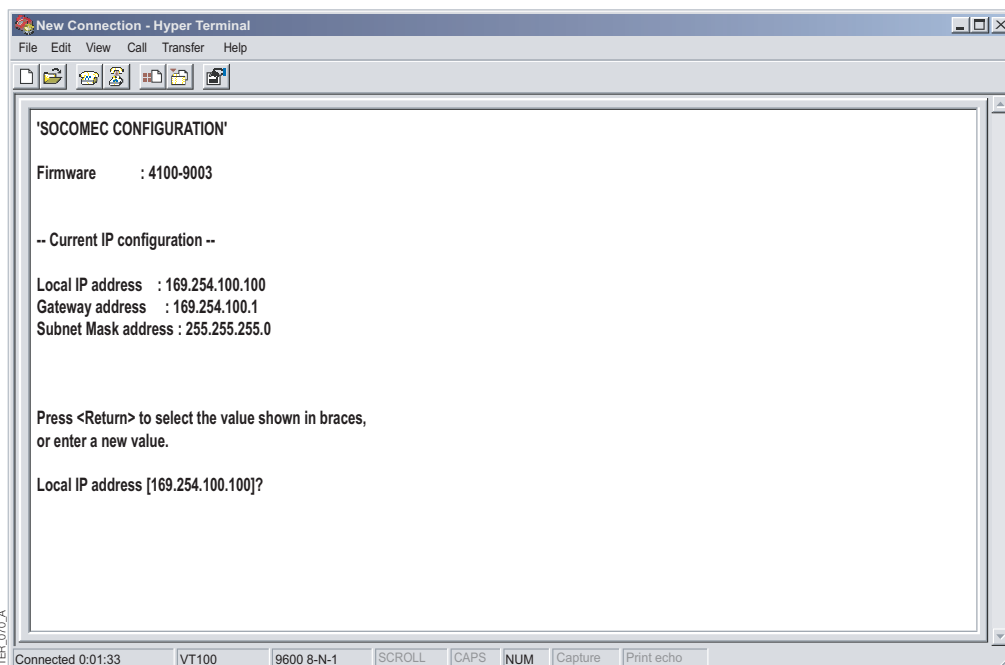 New Connection - Hyper Terminal
File Edit View Call Transfer Help
'SOCOMEC CONFIGURATION'
Firmware : 4100-9003
-- Current IP configuration --
Local IP address : 169.254.100.100
Gateway address : 169.254.100.1
Subnet Mask address : 255.255.255.0
Press <Return> to select the value shown in braces,
or enter a new value.
Local IP address [169.254.100.100]?
Connected 0:01:33 VT100 9600 8-N-1 SCROLL CAPS NUM Capture Print echo